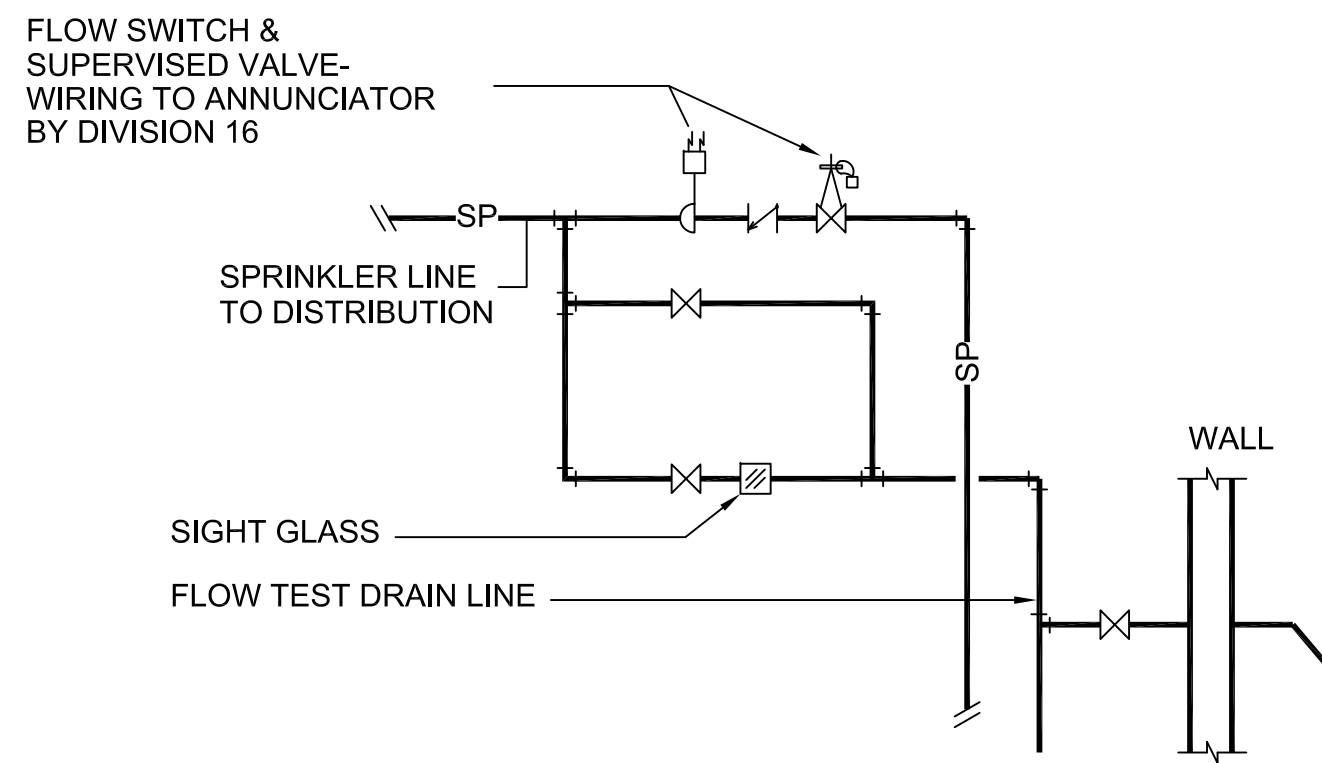 FLOW SWITCH &
SUPERVISED VALVE-
WIRING TO ANNUNCIATOR
BY DIVISION 16
SP
SPRINKLER LINE
TO DISTRIBUTION
SP
WALL
SIGHT GLASS
FLOW TEST DRAIN LINE